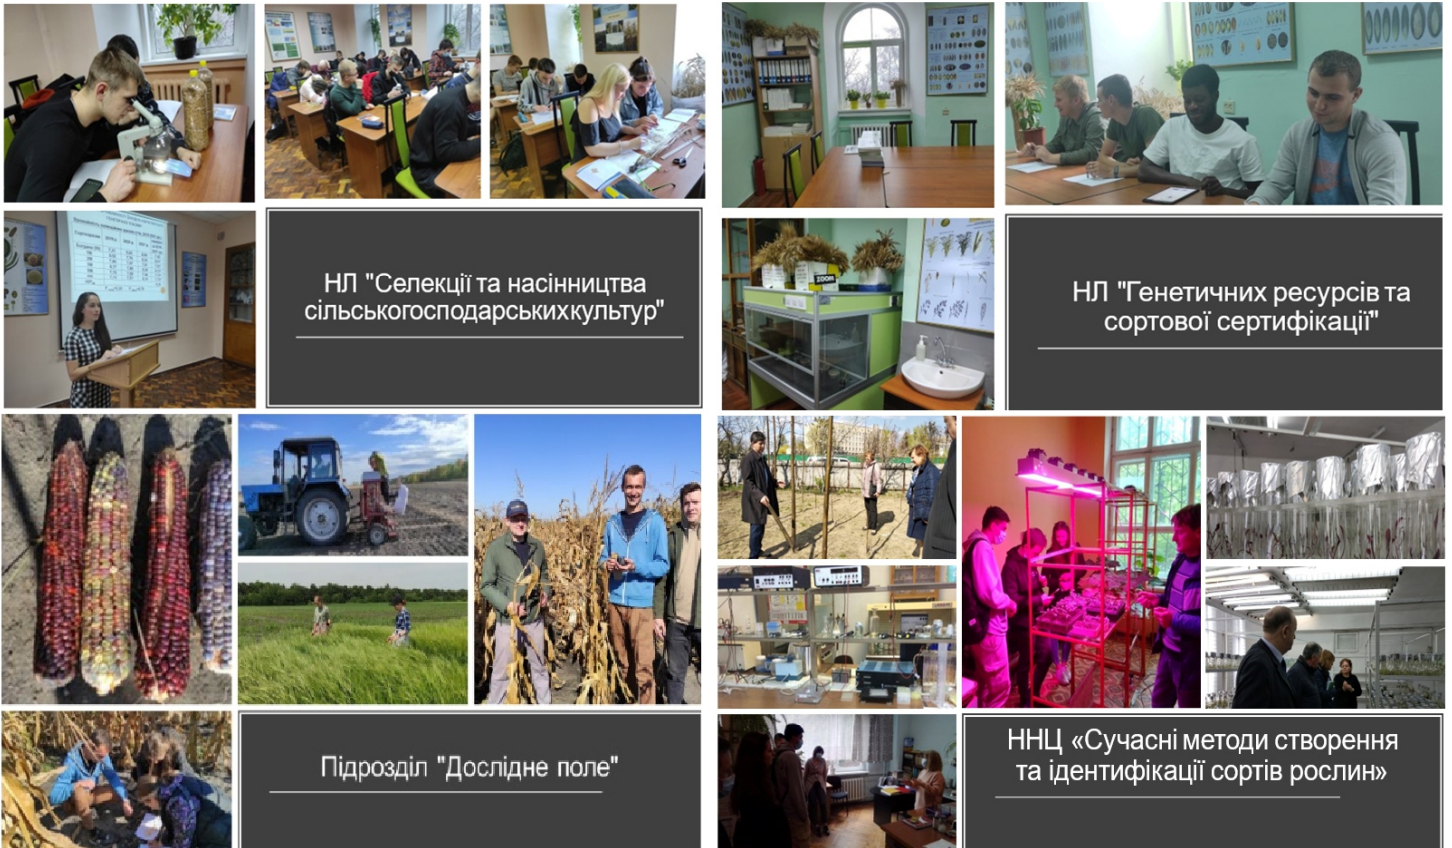 НЛ "Селекції та насінництва
сільськогосподарськихкультур"
НЛ "Генетичних ресурсів та
сортової сертифікації"
ZOOM
Підрозділ "Дослідне поле"
ННЦ «Сучасні методи створення
та ідентифікації сортів рослин»